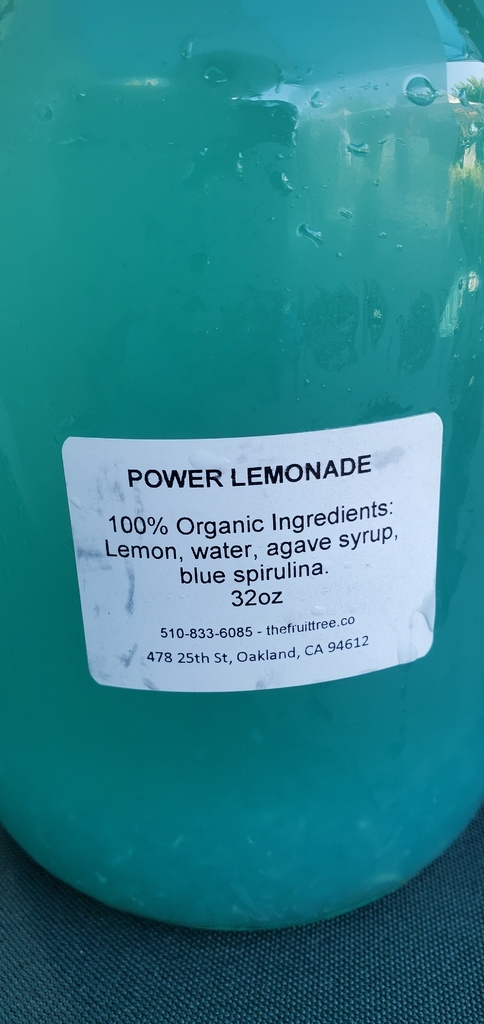 POWER LEMONADE
100% Organic Ingredients:
Lemon, water, agave syrup,
blue spirulina.
32oz
510-833-6085 - thefruittree.co
478 25th St, Oakland, CA 94612